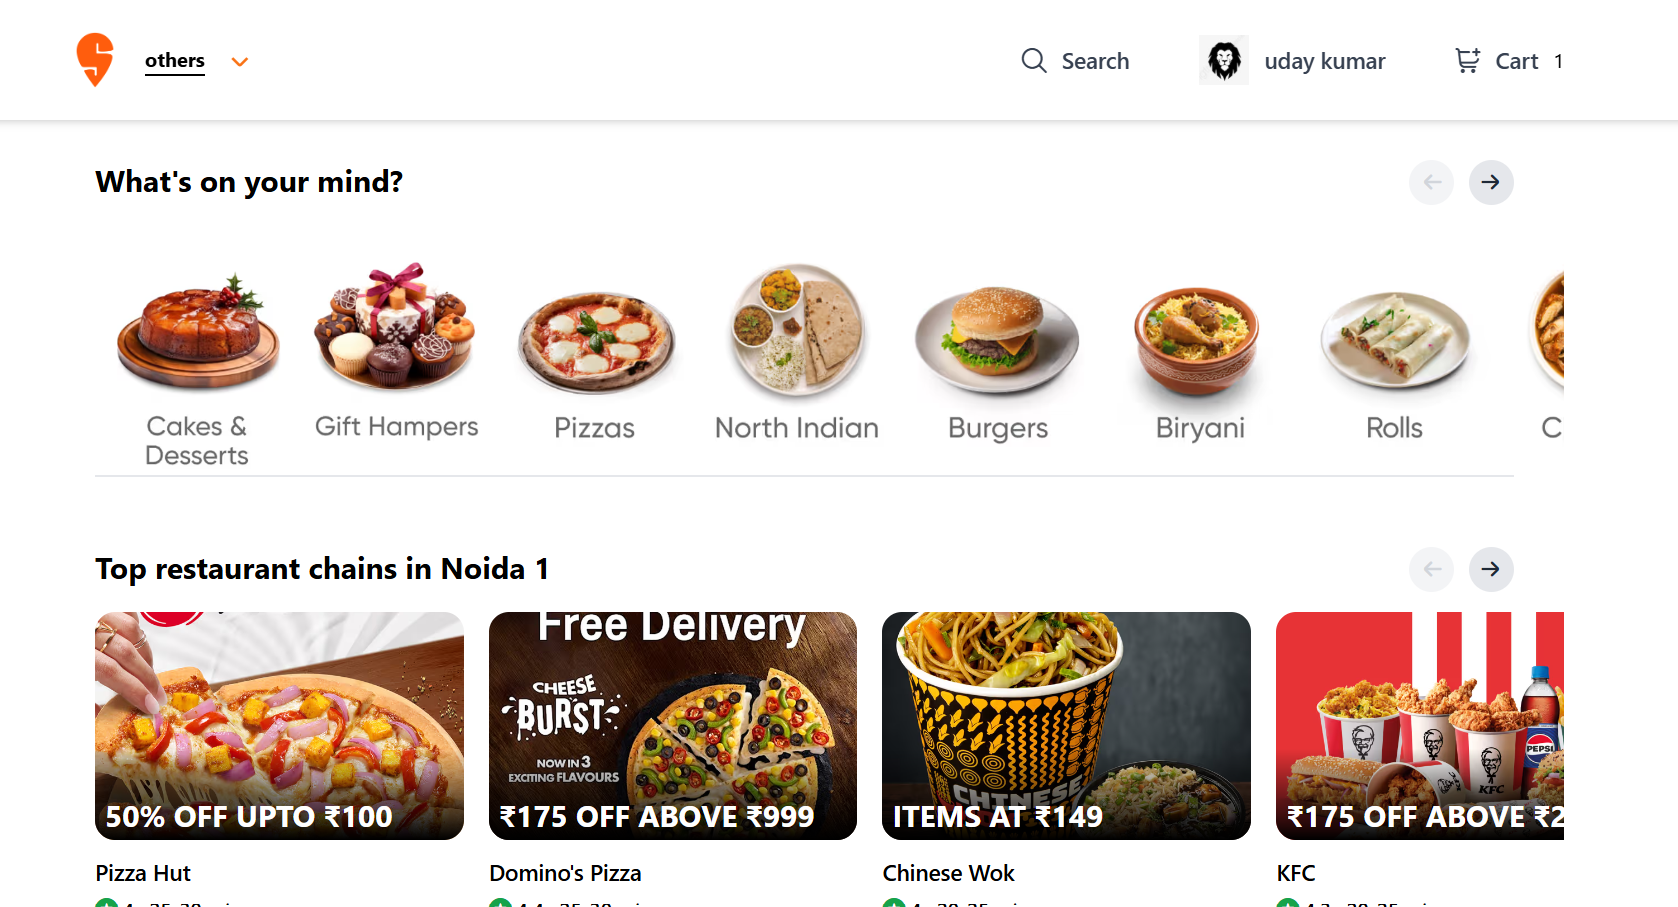 others
Search
uday kumar
Cart 1
What's on your mind?
Cakes &
Desserts
Gift Hampers
Pizzas
North Indian
Burgers
Biryani
Rolls
C
Top restaurant chains in Noida 1
50% OFF UPTO ₹100
Free Delivery
CHEESE
BURST
NOW IN 3
EXCITING FLAVOURS
₹175 OFF ABOVE ₹999
CHINESE
ITEMS AT ₹149
PEPSI
KFC
₹175 OFF ABOVE ₹2
Pizza Hut
Domino's Pizza
Chinese Wok
KFC